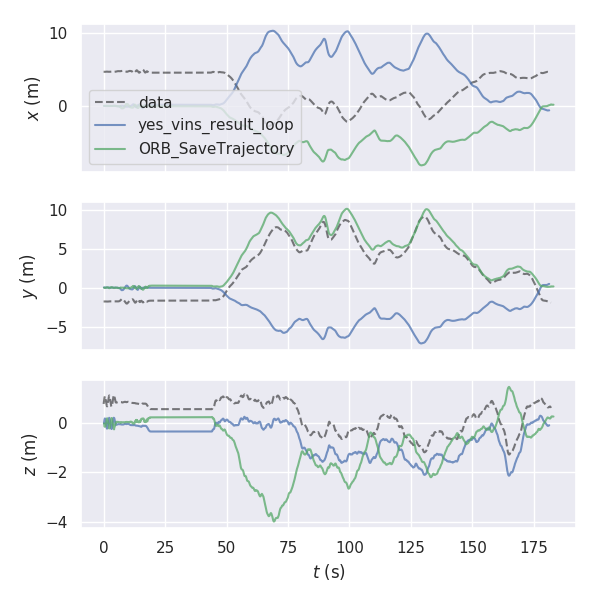 10
0
x (m)
data
yes_vins_result_loop
ORB_SaveTrajectory
10
5
0
−5
y (m)
0
−2
−4
z (m)
0 25 50 75 100 125 150 175
t (s)